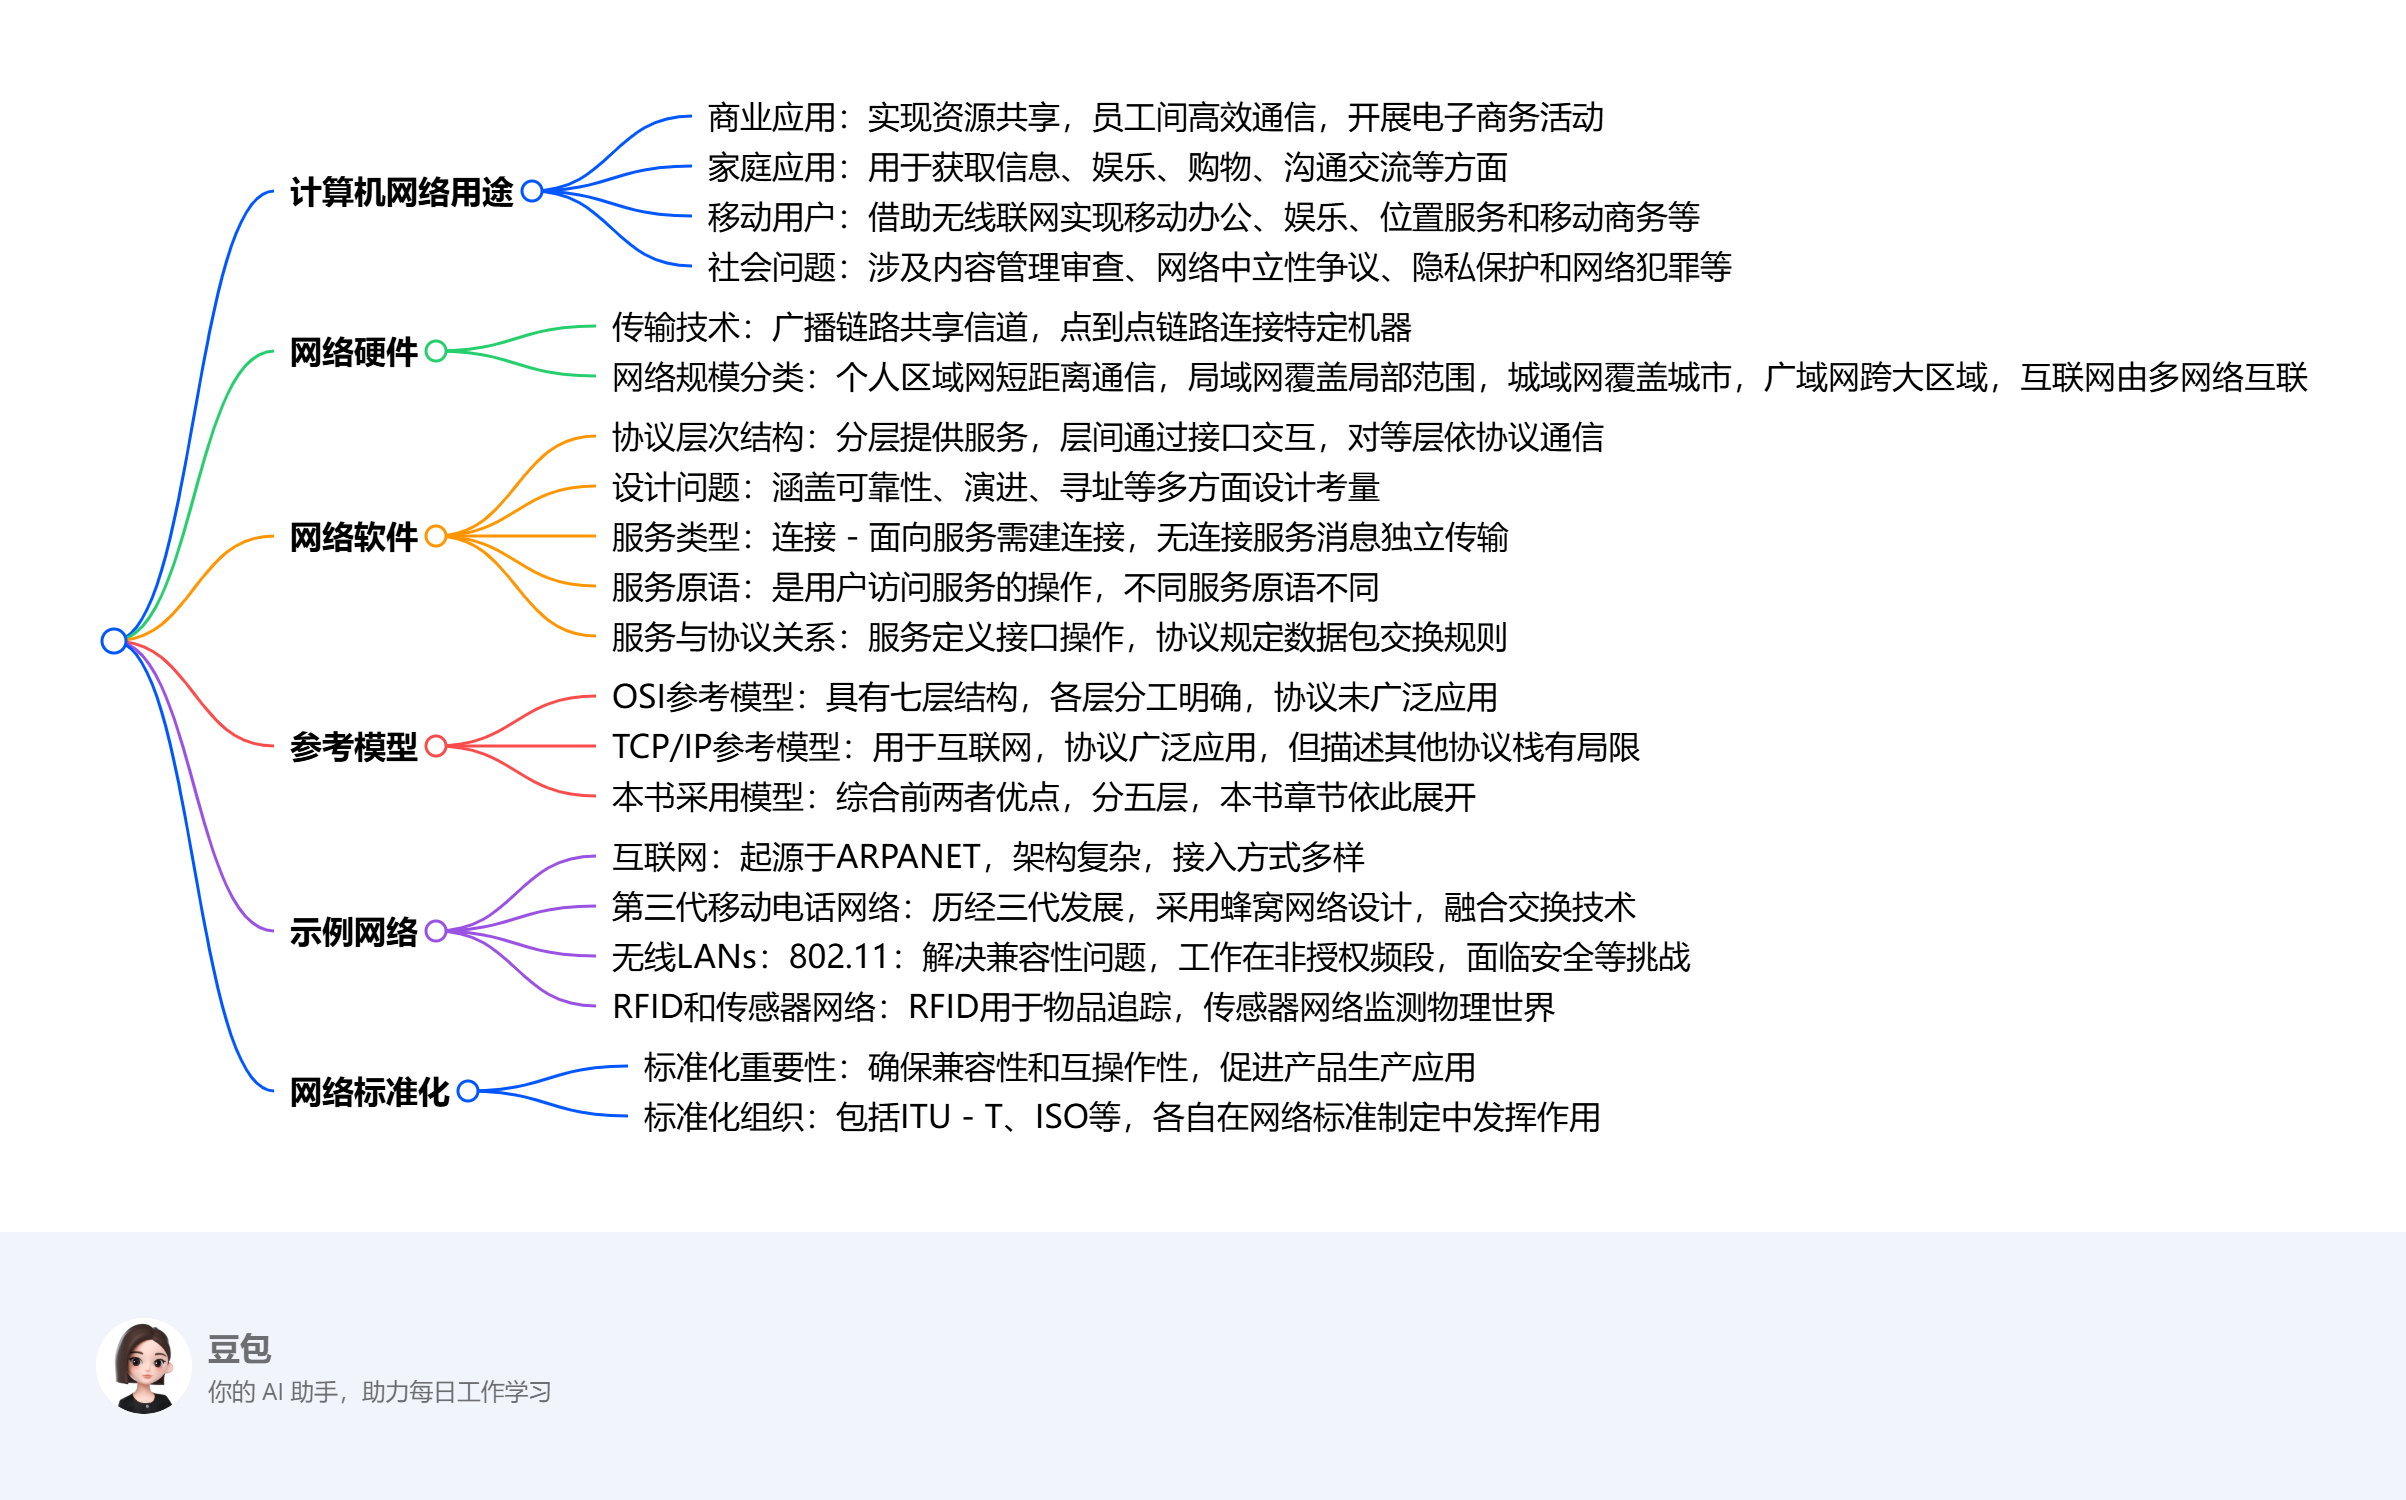 计算机网络用途
商业应用：实现资源共享，员工间高效通信，开展电子商务活动
家庭应用：用于获取信息、娱乐、购物、沟通交流等方面
移动用户：借助无线联网实现移动办公、娱乐、位置服务和移动商务等
社会问题：涉及内容管理审查、网络中立性争议、隐私保护和网络犯罪等
网络硬件
传输技术：广播链路共享信道，点到点链路连接特定机器
网络规模分类：个人区域网短距离通信，局域网覆盖局部范围，城域网覆盖城市，广域网跨大区域，互联网由多网络互联
网络软件
协议层次结构：分层提供服务，层间通过接口交互，对等层依协议通信
设计问题：涵盖可靠性、演进、寻址等多方面设计考量
服务类型：连接 - 面向服务需建连接，无连接服务消息独立传输
服务原语：是用户访问服务的操作，不同服务原语不同
服务与协议关系：服务定义接口操作，协议规定数据包交换规则
参考模型
OSI参考模型：具有七层结构，各层分工明确，协议未广泛应用
TCP/IP参考模型：用于互联网，协议广泛应用，但描述其他协议栈有局限
本书采用模型：综合前两者优点，分五层，本书章节依此展开
示例网络
互联网：起源于ARPANET，架构复杂，接入方式多样
第三代移动电话网络：历经三代发展，采用蜂窝网络设计，融合交换技术
无线LANs：802.11：解决兼容性问题，工作在非授权频段，面临安全等挑战
RFID和传感器网络：RFID用于物品追踪，传感器网络监测物理世界
网络标准化
标准化重要性：确保兼容性和互操作性，促进产品生产应用
标准化组织：包括ITU - T、ISO等，各自在网络标准制定中发挥作用
豆包
你的 AI 助手，助力每日工作学习